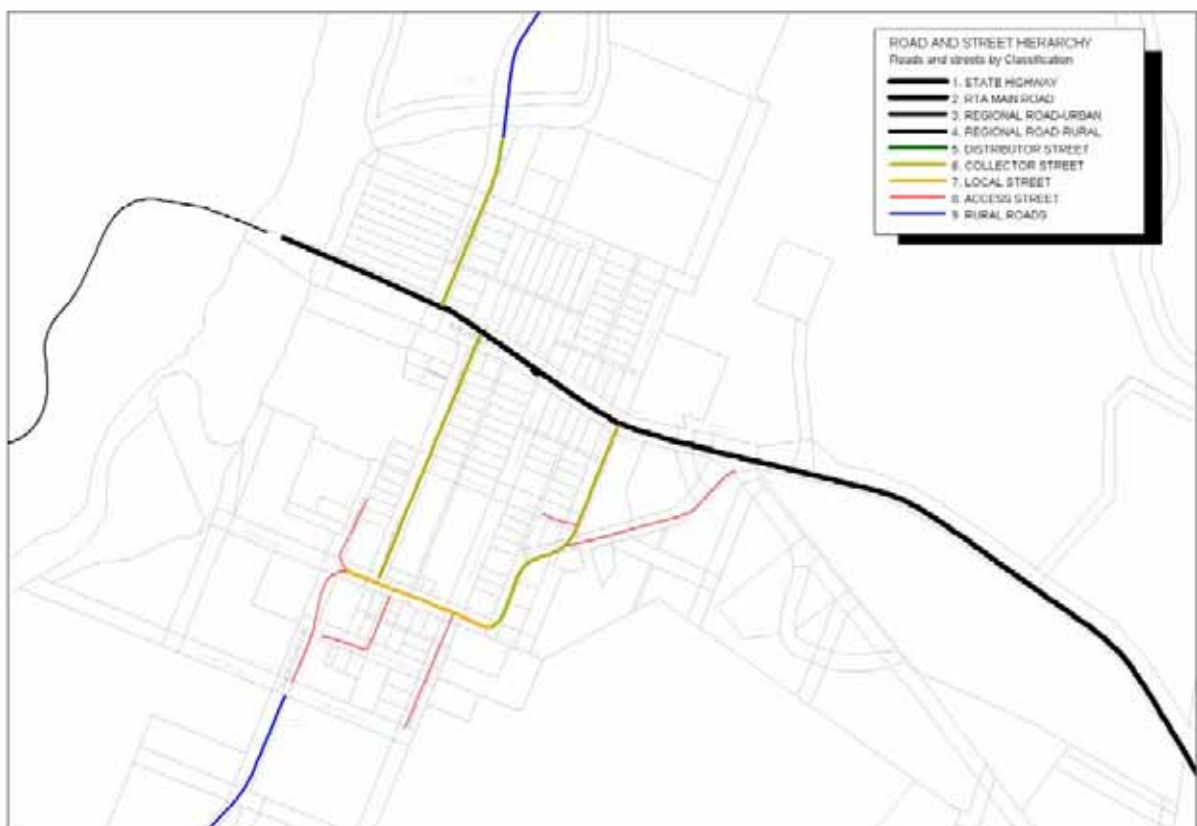 ROAD AND STREET HIERARCHY
Roads and streets by Classification
1. STATE HIGHWAY
2. RTA MAIN ROAD
3. REGIONAL ROAD-URBAN
4. REGIONAL ROAD-RURAL
5. DISTRIBUTOR STREET
6. COLLECTOR STREET
7. LOCAL STREET
8. ACCESS STREET
9. RURAL ROADS